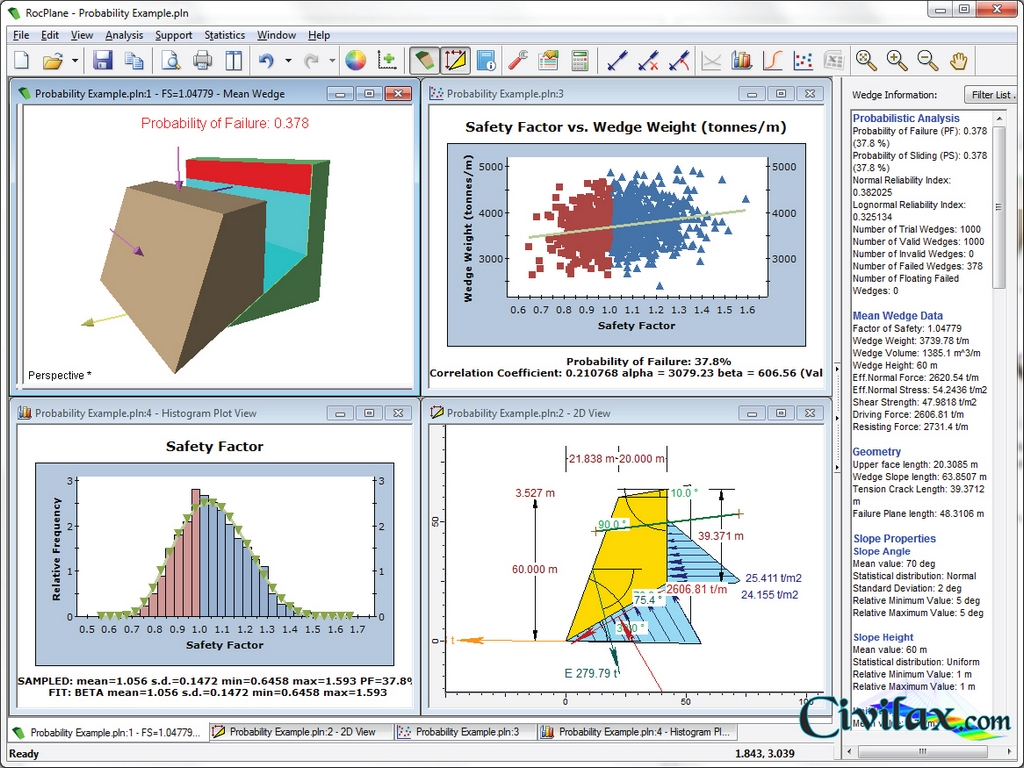 RocPlane - Probability Example.pln
File Edit View Analysis Support Statistics Window Help
Probability Example.pln:1 - FS=1.04779 - Mean Wedge
Probability of Failure: 0.378
Perspective *
Probability Example.pln:3
Safety Factor vs. Wedge Weight (tonnes/m)
Wedge Weight (tonnes/m)
5000 5000
4000 4000
3000 3000
0.6 0.7 0.8 0.9 1.0 1.1 1.2 1.3 1.4 1.5 1.6
Safety Factor
Probability of Failure: 37.8%
Correlation Coefficient: 0.210768 alpha = 3079.23 beta = 606.56 (Val
Probability Example.pln:4 - Histogram Plot View
Safety Factor
Relative Frequency
3 3
2 2
1 1
0 0
0.5 0.6 0.7 0.8 0.9 1.0 1.1 1.2 1.3 1.4 1.5 1.6 1.7
Safety Factor
SAMPLED: mean=1.056 s.d.=0.1472 min=0.6458 max=1.593 PF=37.8%
FIT: BETA mean=1.056 s.d.=0.1472 min=0.6458 max=1.593
Probability Example.pln:2 - 2D View
21.838 m 20.000 m
3.527 m
10.0 °
90.0 °
50
39.371 m
60.000 m
25.411 t/m2
2606.81 t/m
24.155 t/m2
75.4 °
0
t
E 279.79 t
0 50 100
Wedge Information:
Filter List
Probabilistic Analysis
Probability of Failure (PF): 0.378
(37.8 %)
Probability of Sliding (PS): 0.378
(37.8 %)
Normal Reliability Index:
0.382025
Lognormal Reliability Index:
0.325134
Number of Trial Wedges: 1000
Number of Valid Wedges: 1000
Number of Invalid Wedges: 0
Number of Failed Wedges: 378
Number of Floating Failed
Wedges: 0
Mean Wedge Data
Factor of Safety: 1.04779
Wedge Weight: 3739.78 t/m
Wedge Volume: 1385.1 m^3/m
Wedge Height: 60 m
Eff.Normal Force: 2620.54 t/m
Eff.Normal Stress: 54.2436 t/m2
Shear Strength: 47.9818 t/m2
Driving Force: 2606.81 t/m
Resisting Force: 2731.4 t/m
Geometry
Upper face length: 20.3085 m
Wedge Slope length: 63.8507 m
Tension Crack Length: 39.3712
m
Failure Plane length: 48.3106 m
Slope Properties
Slope Angle
Mean value: 70 deg
Statistical distribution: Normal
Standard Deviation: 2 deg
Relative Minimum Value: 5 deg
Relative Maximum Value: 5 deg
Slope Height
Mean value: 60 m
Statistical distribution: Uniform
Relative Minimum Value: 1 m
Relative Maximum Value: 1 m
Civifax.com
Probability Example.pln:1 - FS=1.04779...
Probability Example.pln:2 - 2D View
Probability Example.pln:3
Probability Example.pln:4 - Histogram Pl...
Ready
1.843, 3.039